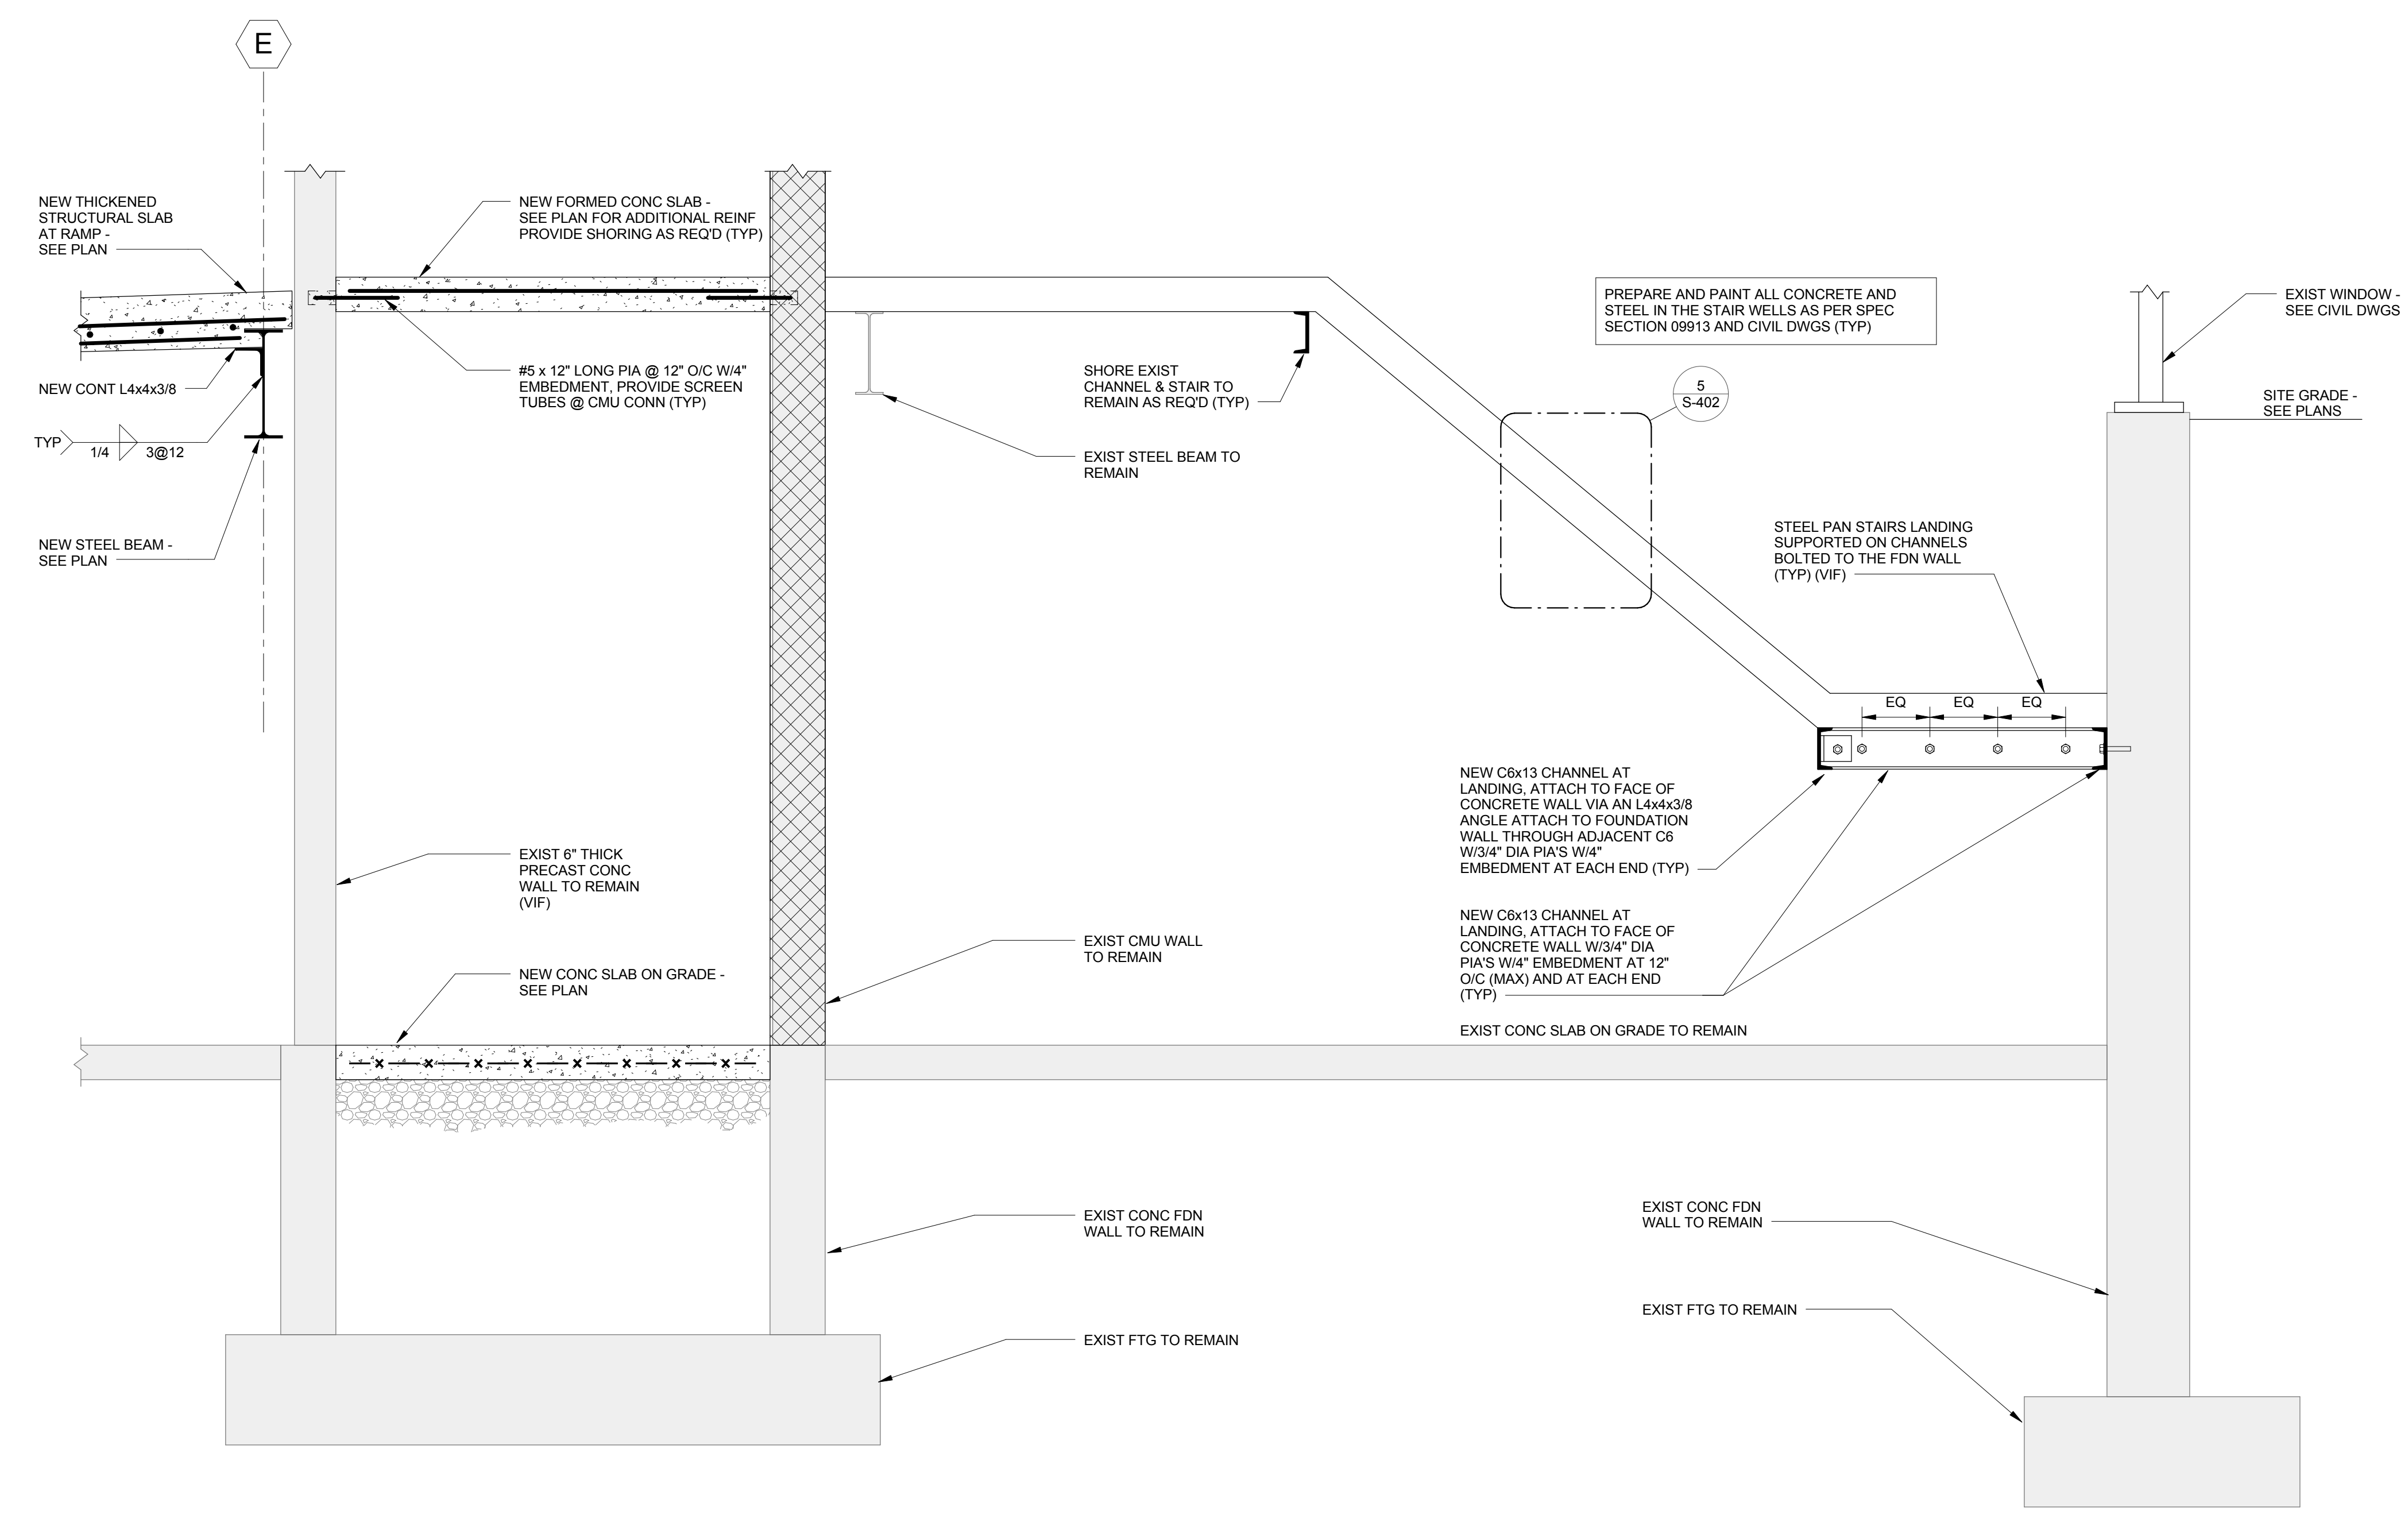 E
NEW THICKENED
STRUCTURAL SLAB
AT RAMP -
SEE PLAN
NEW FORMED CONC SLAB -
SEE PLAN FOR ADDITIONAL REINF
PROVIDE SHORING AS REQ'D (TYP)
PREPARE AND PAINT ALL CONCRETE AND
STEEL IN THE STAIR WELLS AS PER SPEC
SECTION 09913 AND CIVIL DWGS (TYP)
EXIST WINDOW -
SEE CIVIL DWGS
NEW CONT L4x4x3/8
#5 x 12" LONG PIA @ 12" O/C W/4"
EMBEDMENT, PROVIDE SCREEN
TUBES @ CMU CONN (TYP)
SHORE EXIST
CHANNEL & STAIR TO
REMAIN AS REQ'D (TYP)
5
S-402
SITE GRADE -
SEE PLANS
TYP
1/4
3@12
EXIST STEEL BEAM TO
REMAIN
NEW STEEL BEAM -
SEE PLAN
STEEL PAN STAIRS LANDING
SUPPORTED ON CHANNELS
BOLTED TO THE FDN WALL
(TYP) (VIF)
EQ
EQ
EQ
NEW C6x13 CHANNEL AT
LANDING, ATTACH TO FACE OF
CONCRETE WALL VIA AN L4x4x3/8
ANGLE ATTACH TO FOUNDATION
WALL THROUGH ADJACENT C6
W/3/4" DIA PIA'S W/4"
EMBEDMENT AT EACH END (TYP)
EXIST 6" THICK
PRECAST CONC
WALL TO REMAIN
(VIF)
NEW C6x13 CHANNEL AT
LANDING, ATTACH TO FACE OF
CONCRETE WALL W/3/4" DIA
PIA'S W/4" EMBEDMENT AT 12"
O/C (MAX) AND AT EACH END
(TYP)
EXIST CMU WALL
TO REMAIN
NEW CONC SLAB ON GRADE -
SEE PLAN
EXIST CONC SLAB ON GRADE TO REMAIN
EXIST CONC FDN
WALL TO REMAIN
EXIST CONC FDN
WALL TO REMAIN
EXIST FTG TO REMAIN
EXIST FTG TO REMAIN